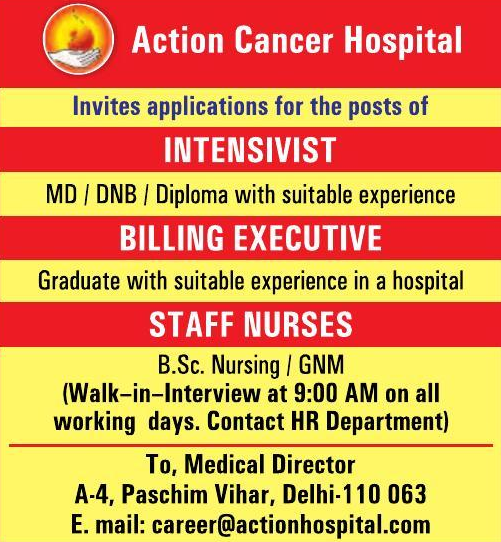 Action Cancer Hospital
Invites applications for the posts of
INTENSIVIST
MD / DNB / Diploma with suitable experience
BILLING EXECUTIVE
Graduate with suitable experience in a hospital
STAFF NURSES
B.Sc. Nursing / GNM
(Walk–in–Interview at 9:00 AM on all
working days. Contact HR Department)
To, Medical Director
A-4, Paschim Vihar, Delhi-110 063
E. mail: career@actionhospital.com